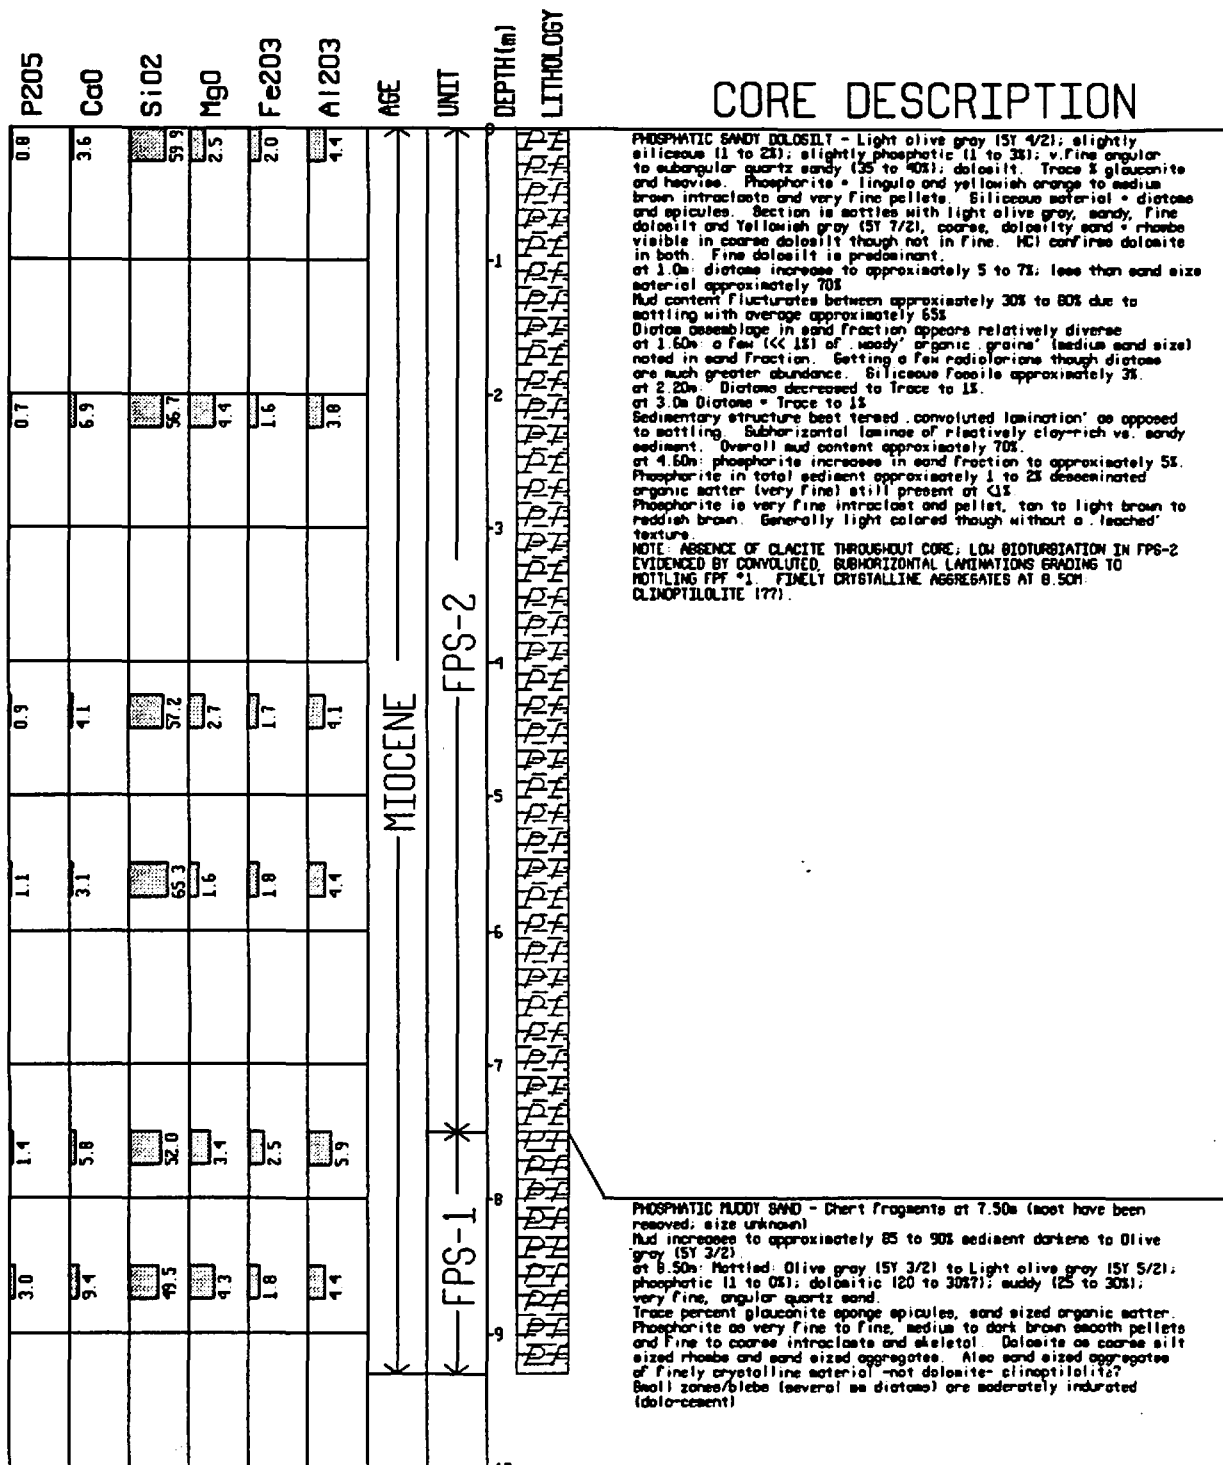 P2O5
CaO
SiO2
MgO
Fe2O3
Al2O3
AGE
UNIT
DEPTH(m)
LITHOLOGY
CORE DESCRIPTION
0.8 3.6 59.9 2.5 2.0 4.4
0.7 6.9 56.7 4.4 1.6 3.8
0.9 4.1 57.2 2.7 1.7 4.1
1.1 3.1 65.3 1.6 1.8 4.4
1.4 5.8 52.0 3.4 2.5 5.9
3.0 9.4 49.5 4.3 1.8 4.4
MIOCENE
FPS-2
FPS-1
0
-1
-2
-3
-4
-5
-6
-7
-8
-9
PHOSPHATIC SANDY DOLOSILT - Light olive gray (5Y 4/2); slightly
siliceous (1 to 2%); slightly phosphatic (1 to 3%); v.fine angular
to subangular quartz sandy (35 to 40%); dolosilt. Trace % glauconite
and heavies. Phosphorite = lingula and yellowish orange to medium
brown intraclasts and very fine pellets. Siliceous material = diatoms
and spicules. Section is mottles with light olive gray, sandy, fine
dolosilt and Yellowish gray (5Y 7/2), coarse, dolosilty sand = rhombs
visible in coarse dolosilt though not in fine. HCl confirms dolomite
in both. Fine dolosilt is predominant.
at 1.0m: diatoms increase to approximately 5 to 7%; less than sand size
material approximately 70%
Mud content flucturates between approximately 30% to 80% due to
mottling with average approximately 65%
Diatom assemblage in sand fraction appears relatively diverse
at 1.60m: a few (<< 1%) of .woody' organic .grains' (medium sand size)
noted in sand fraction. Getting a few radiolarians though diatoms
are much greater abundance. Siliceous fossils approximately 3%.
at 2.20m: Diatoms decreased to Trace to 1%.
at 3.0m Diatoms = Trace to 1%
Sedimentary structure best termed .convoluted lamination' as opposed
to mottling. Subhorizontal laminae of rlactively clay-rich vs. sandy
sediment. Overall mud content approximately 70%.
at 4.60m: phosphorite increases in sand fraction to approximately 5%.
Phosphorite in total sediment approximately 1 to 2% desseminated
organic matter (very fine) still present at <1%
Phosphorite is very fine intraclast and pellet, tan to light brown to
reddish brown. Generally light colored though without a .leached'
texture.
NOTE: ABSENCE OF CLACITE THROUGHOUT CORE; LOW BIOTURBIATION IN FPS-2
EVIDENCED BY CONVOLUTED, SUBHORIZONTAL LAMINATIONS GRADING TO
MOTTLING FPF *1. FINELY CRYSTALLINE AGGREGATES AT 8.50M:
CLINOPTILOLITE (??).
PHOSPHATIC MUDDY SAND - Chert fragments at 7.50m (most have been
removed; size unknown)
Mud increases to approximately 85 to 90% sediment darkens to Olive
gray (5Y 3/2)
at 8.50m: Mottled: Olive gray (5Y 3/2) to Light olive gray (5Y 5/2);
phosphatic (1 to 0%); dolomitic (20 to 30%?); muddy (25 to 30%);
very fine, angular quartz sand.
Trace percent glauconite sponge spicules, sand sized organic matter.
Phosphorite as very fine to fine, medium to dark brown smooth pellets
and fine to coarse intraclasts and skeletal. Dolomite as coarse silt
sized rhombs and sand sized aggregates. Also sand sized aggregates
of finely crystalline material -not dolomite- clinoptilolite?
Small zones/blebs (several mm diatoms) are moderately indurated
(dolo-cement)